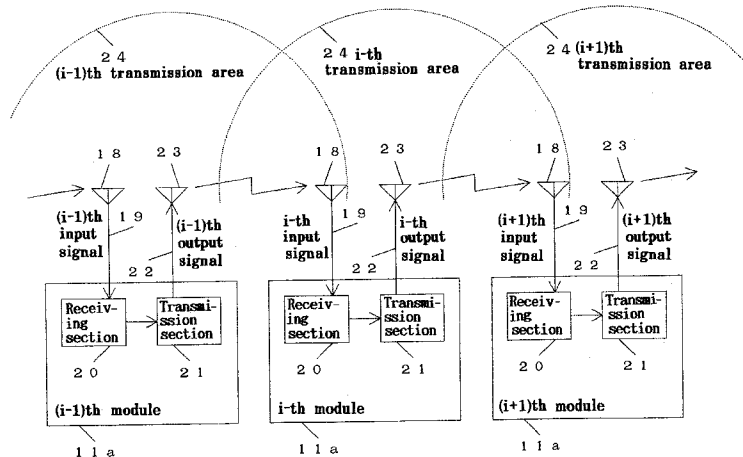 2 4
(i-1)th transmission area
2 4 i-th
transmission area
2 4 (i+1)th
transmission area
1 8
2 3
1 8
2 3
1 8
2 3
(i-1)th
input
signal
1 9
(i-1)th
output
signal
2 2
i-th
input
signal
1 9
i-th
output
signal
2 2
(i+1)th
input
signal
1 9
(i+1)th
output
signal
2 2
Receiv-
ing
section
Transmi-
ssion
section
2 0
2 1
(i-1)th module
Receiv-
ing
section
Transmi-
ssion
section
2 0
2 1
i-th module
Receiv-
ing
section
Transmi-
ssion
section
2 0
2 1
(i+1)th module
1 1 a
1 1 a
1 1 a